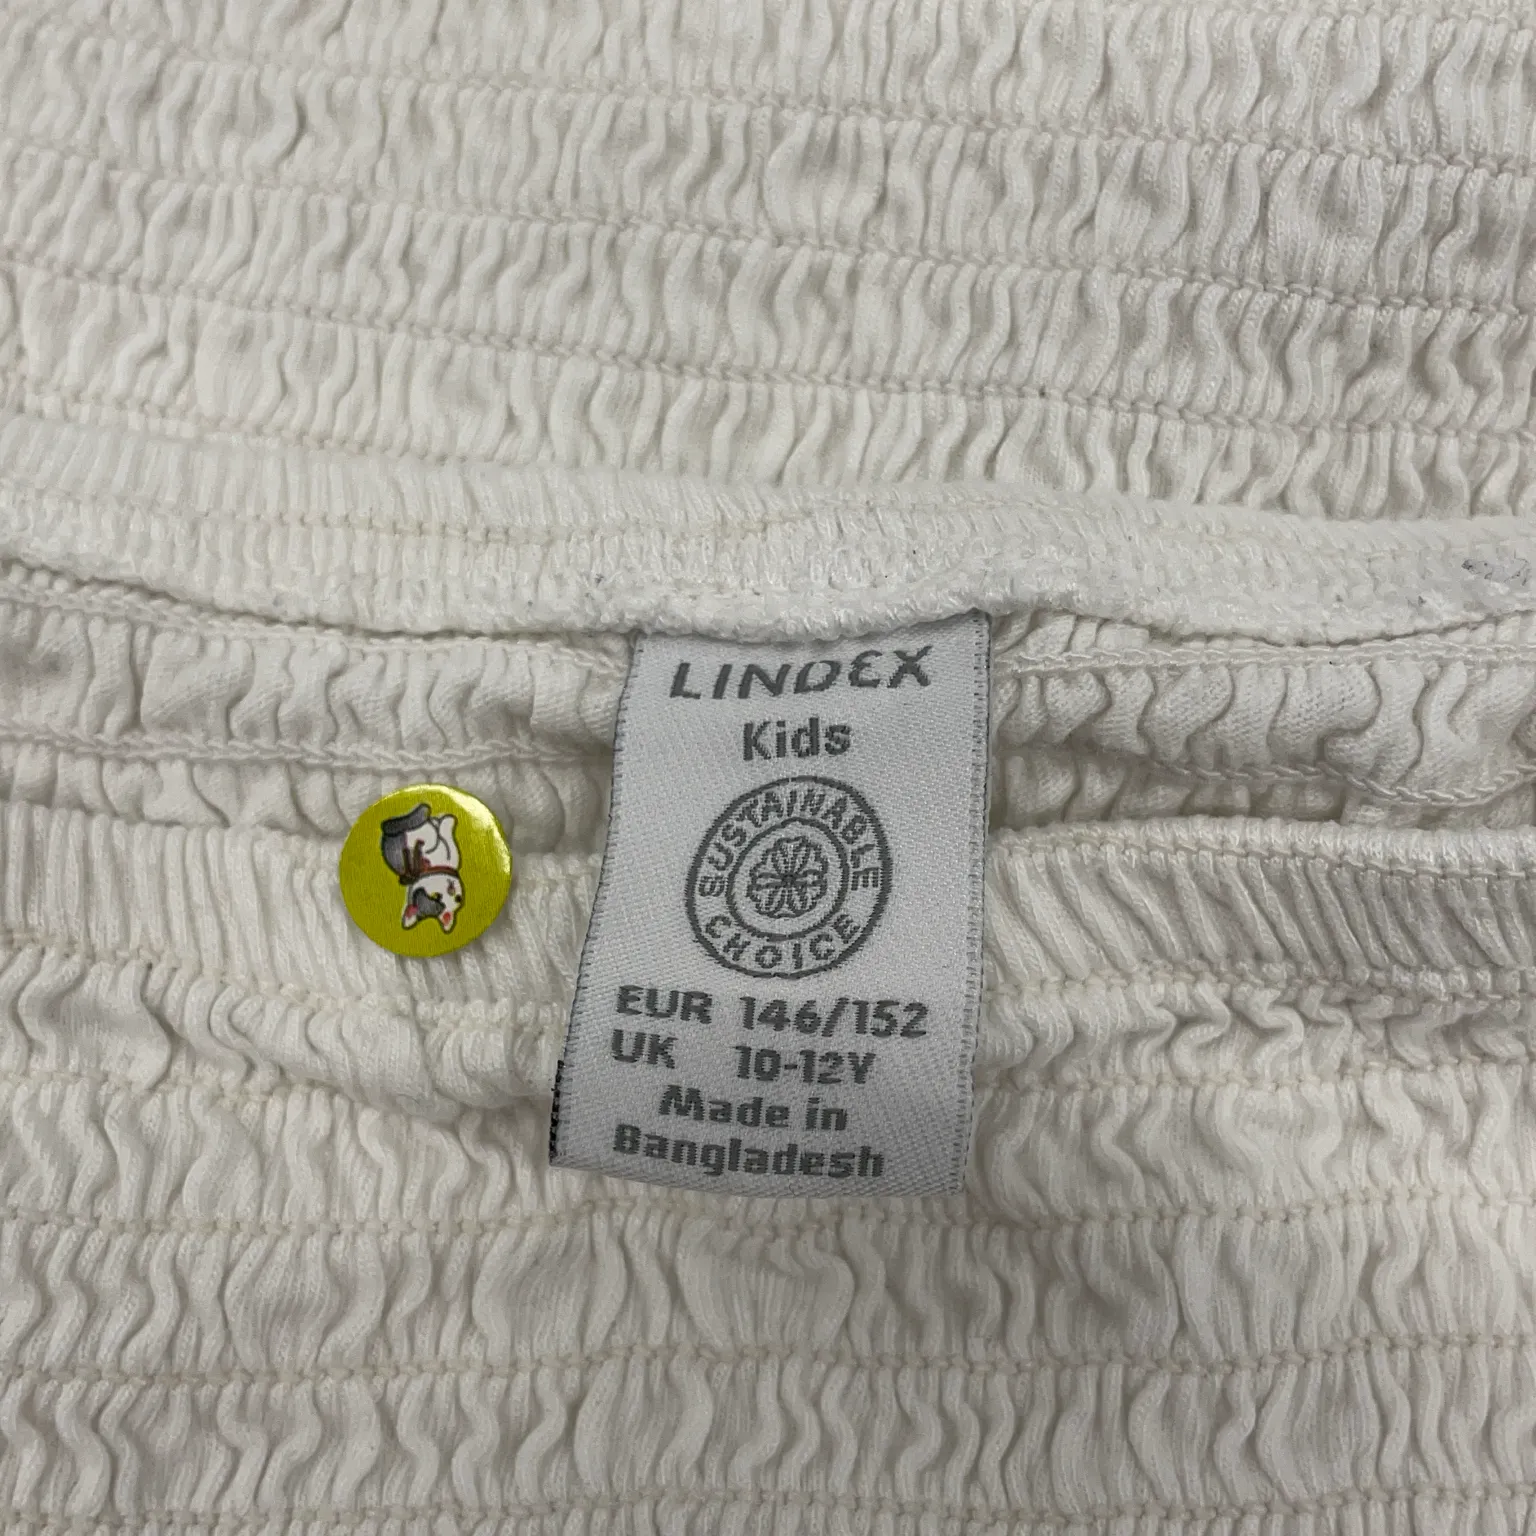 LINDEX
Kids
SUSTAINABLE
CHOICE
EUR 146/152
UK 10-12Y
Made in
Bangladesh